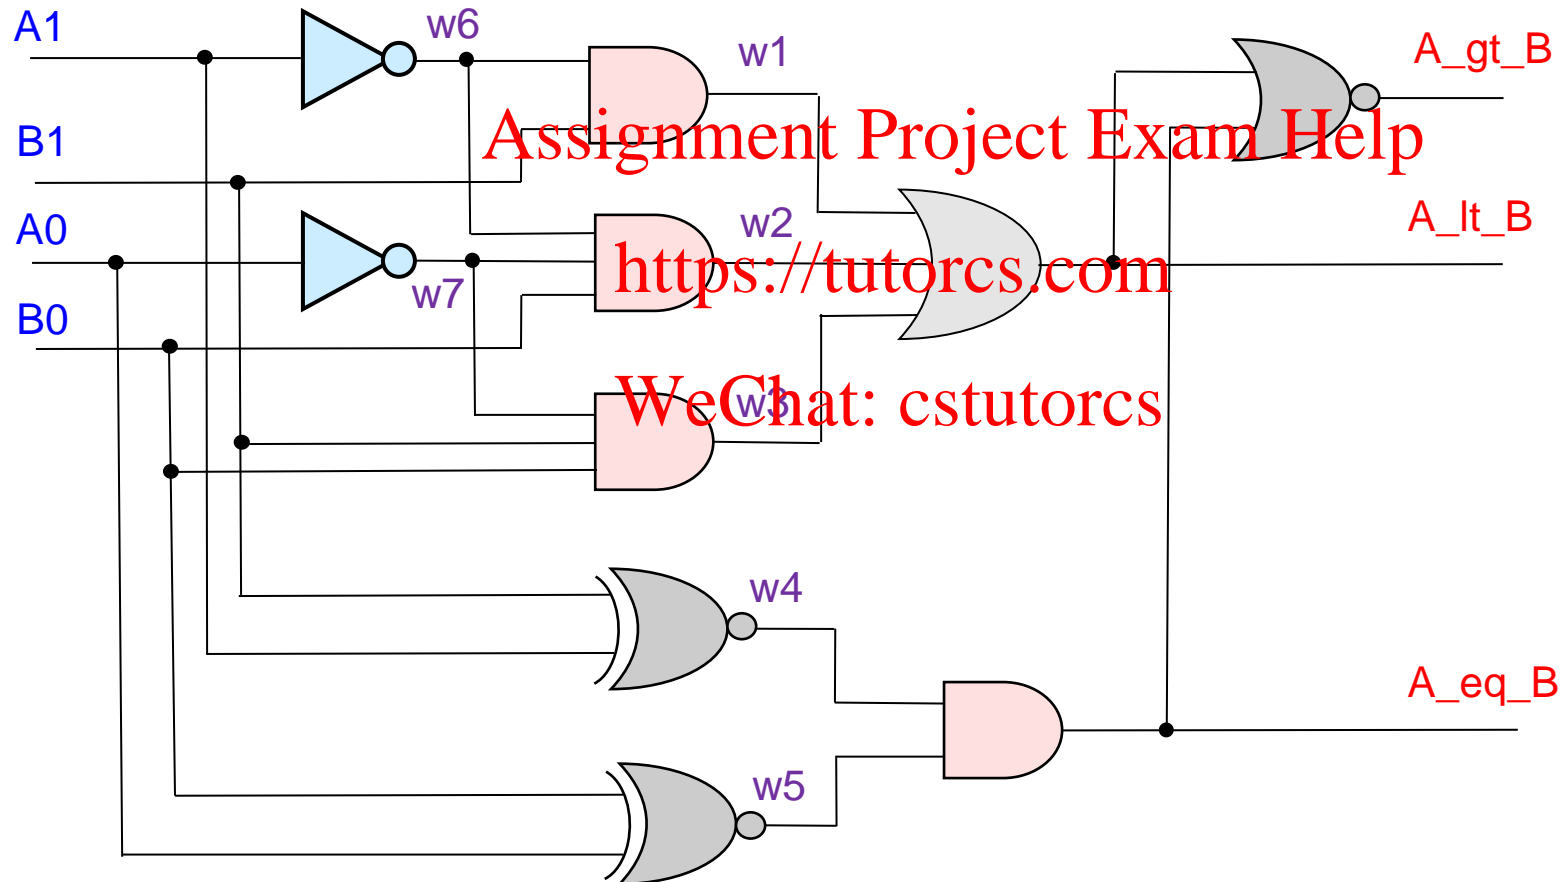 A1
w6
w1
A_gt_B
B1
Assignment Project Exam Help
A0
w2
A_lt_B
https://tutorcs.com
w7
B0
WeChat: cstutorcs
w3
w4
A_eq_B
w5